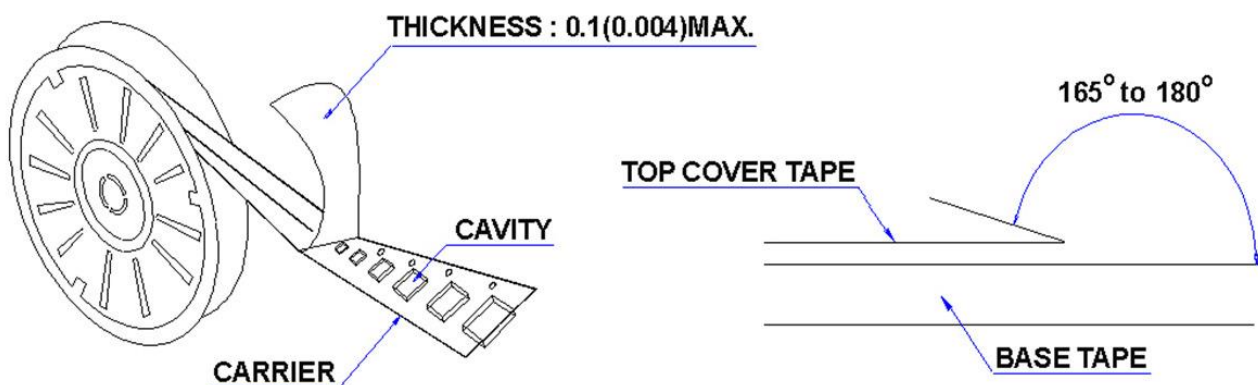 THICKNESS : 0.1(0.004)MAX.
CAVITY
CARRIER
165° to 180°
TOP COVER TAPE
BASE TAPE